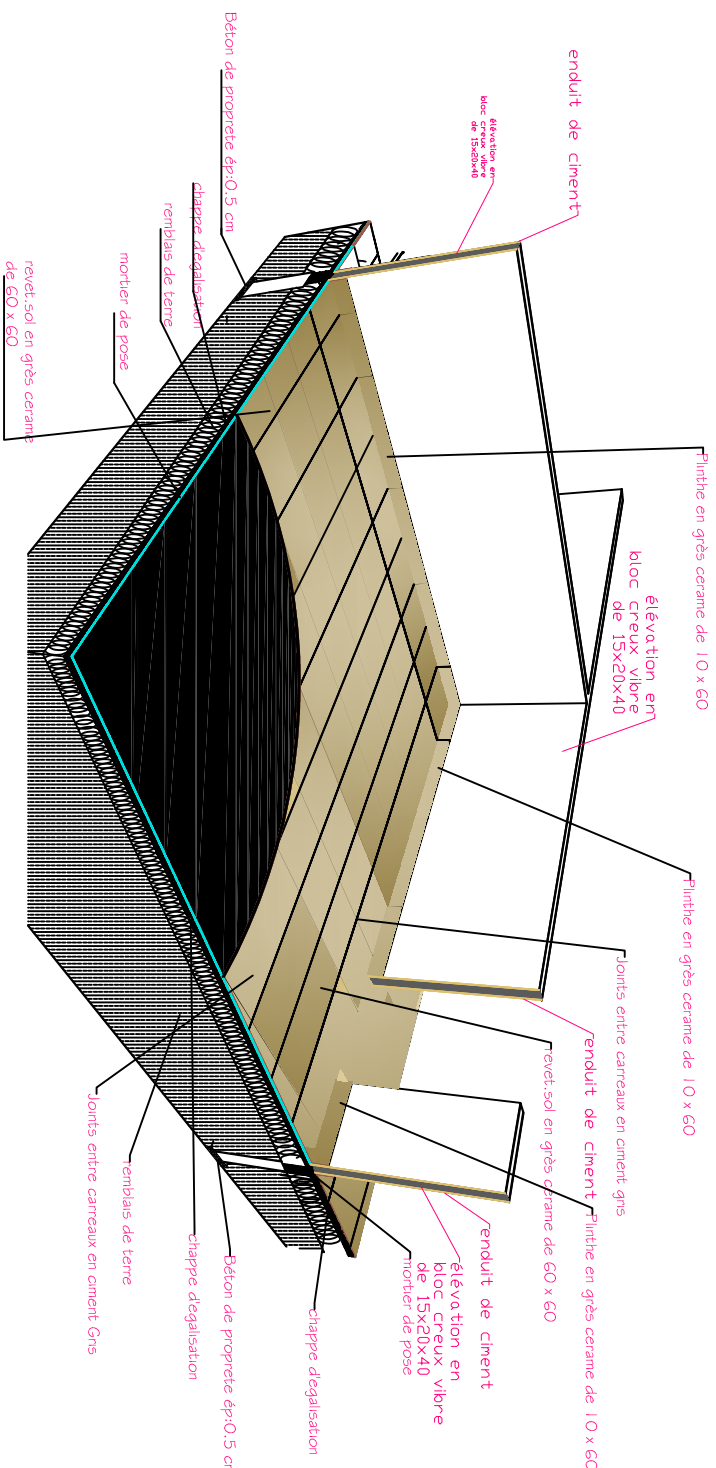 Béton de proprete ép:0.5 cm
chappe d'egalisation
remblais de terre
mortier de pose
revet.sol en grès cerame
de 60 x 60
élévation en
bloc creux vibre
de 15x20x40
enduit de ciment
Plinthe en grès cerame de 10 x 60
élévation en
bloc creux vibre
de 15x20x40
Plinthe en grès cerame de 10 x 60
Joints entre carreaux en ciment gris
enduit de ciment
revet.sol en grès cerame de 60 x 60
Plinthe en grès cerame de 10 x 60
enduit de ciment
élévation en
bloc creux vibre
de 15x20x40
mortier de pose
chappe d'egalisation
Béton de proprete ép:0.5 cm
chappe d'egalisation
remblais de terre
Joints entre carreaux en ciment Gris